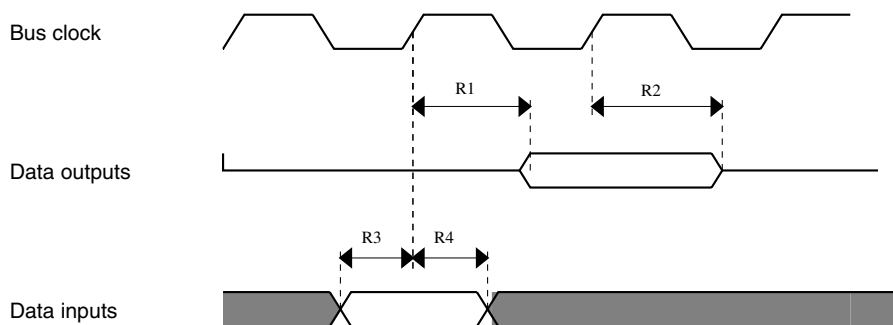 Bus clock
R1
R2
Data outputs
R3
R4
Data inputs